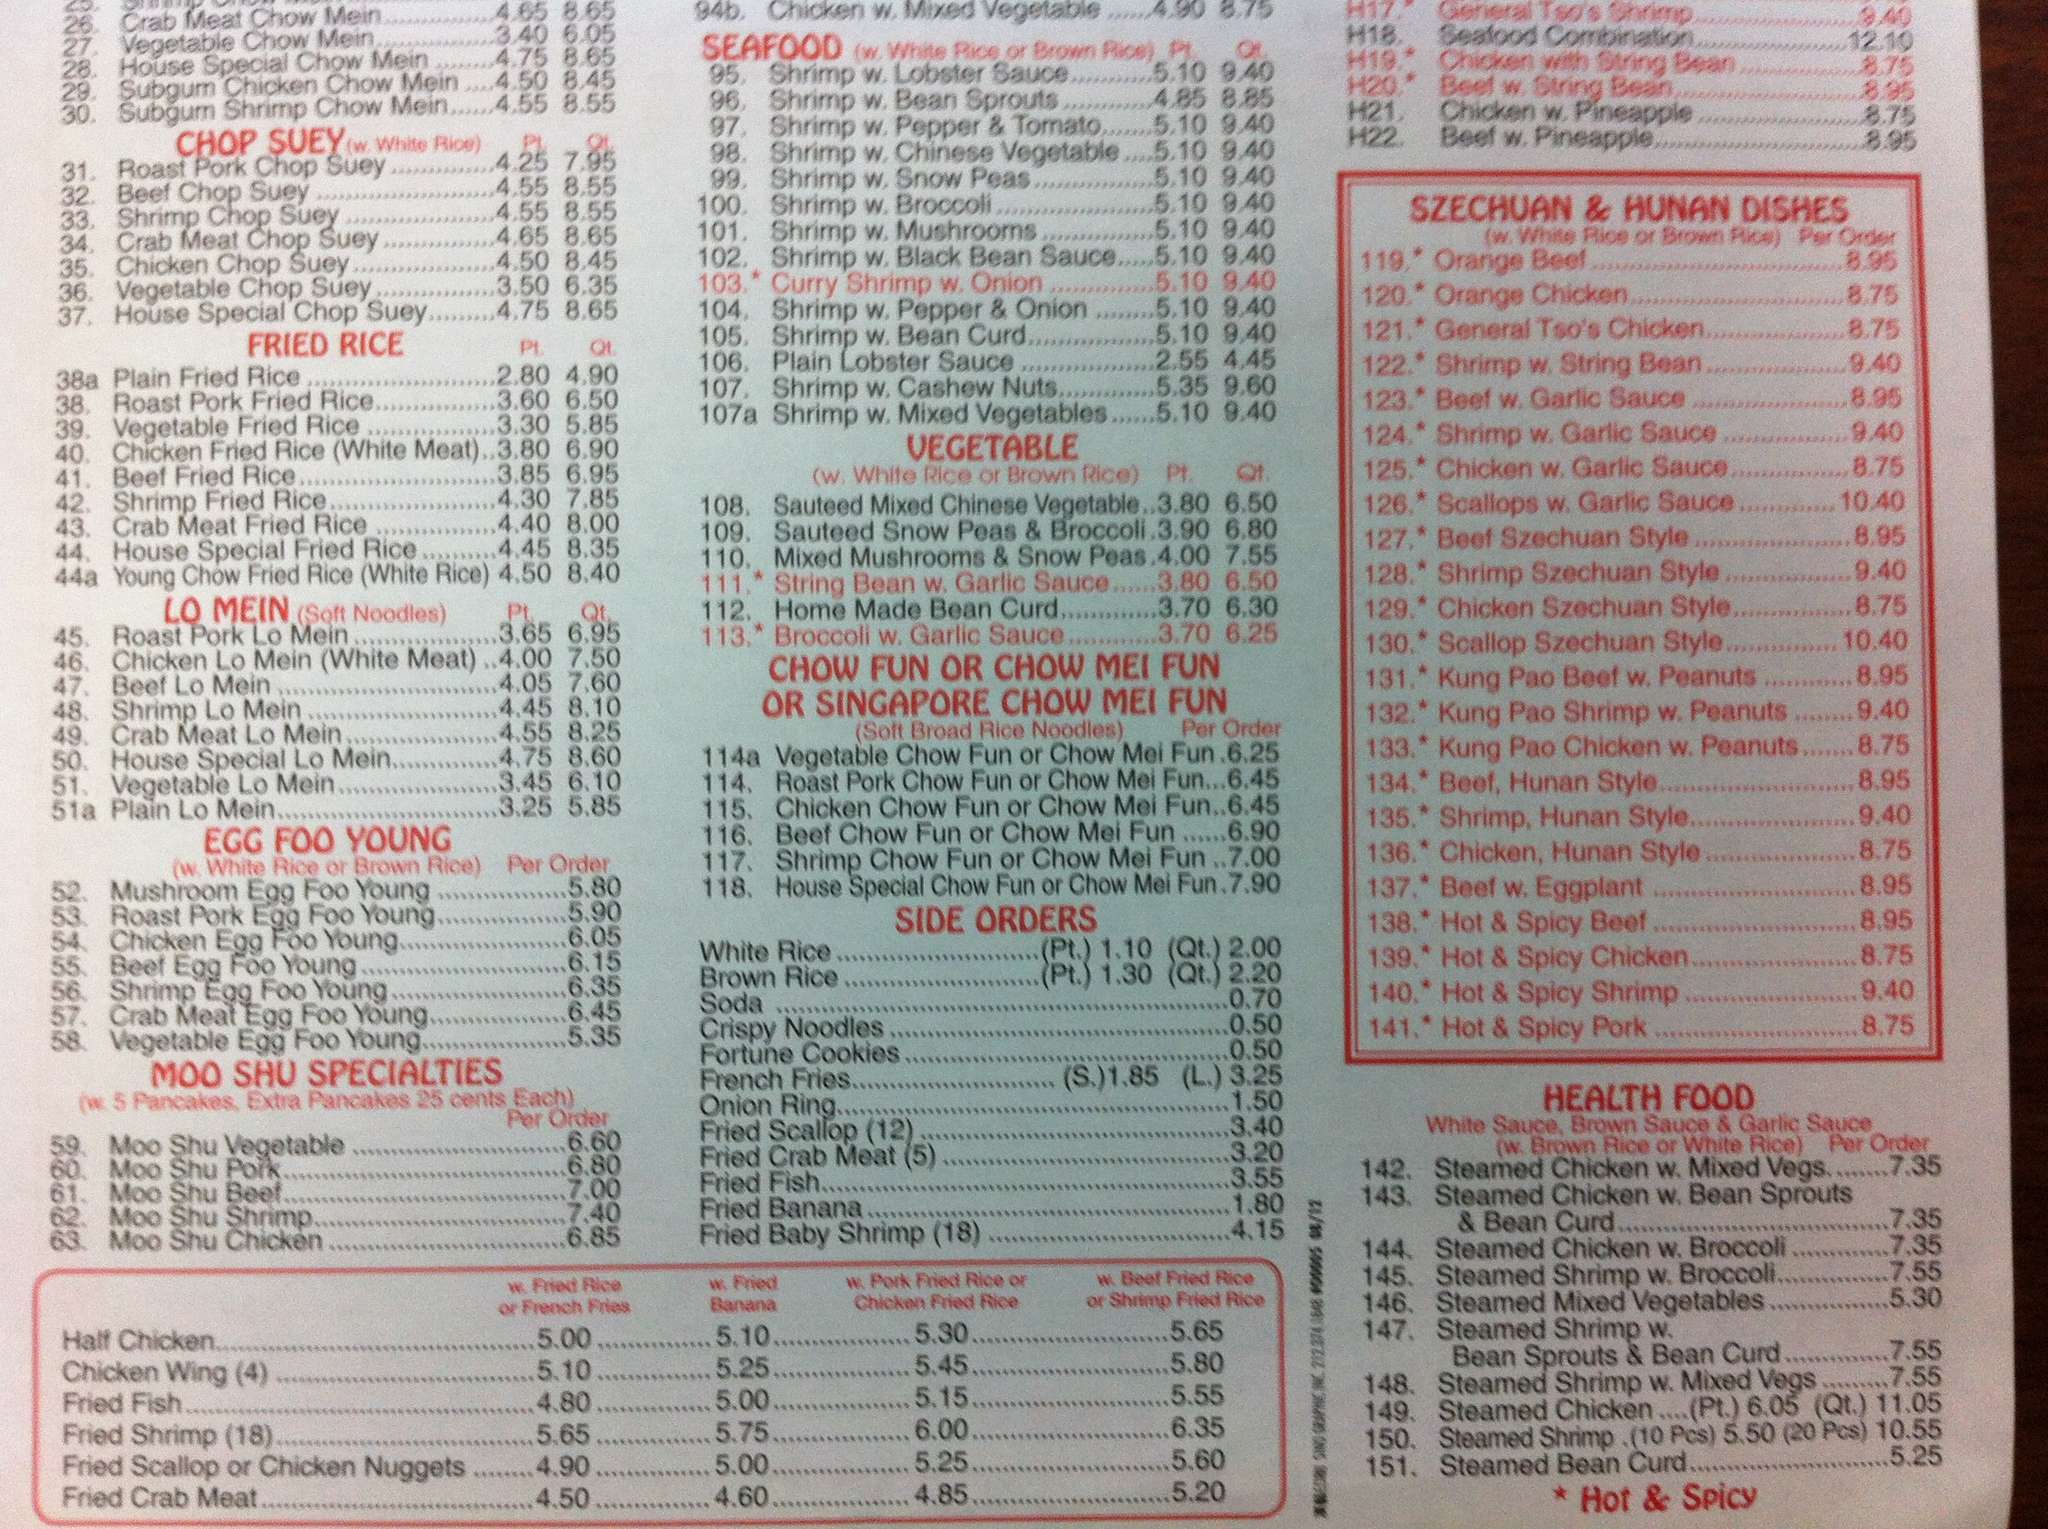 25. Shrimp Chow Mein 4.65 8.65
26. Crab Meat Chow Mein
27. Vegetable Chow Mein 3.40 6.05
28. House Special Chow Mein 4.75 8.65
29. Subgum Chicken Chow Mein 4.50 8.45
30. Subgum Shrimp Chow Mein 4.55 8.55
CHOP SUEY (w. White Rice) Pt. Qt.
31. Roast Pork Chop Suey 4.25 7.95
32. Beef Chop Suey 4.55 8.55
33. Shrimp Chop Suey 4.55 8.55
34. Crab Meat Chop Suey 4.65 8.65
35. Chicken Chop Suey 4.50 8.45
36. Vegetable Chop Suey 3.50 6.35
37. House Special Chop Suey 4.75 8.65
FRIED RICE Pt. Qt.
38a Plain Fried Rice 2.80 4.90
38. Roast Pork Fried Rice 3.60 6.50
39. Vegetable Fried Rice 3.30 5.85
40. Chicken Fried Rice (White Meat) 3.80 6.90
41. Beef Fried Rice 3.85 6.95
42. Shrimp Fried Rice 4.30 7.85
43. Crab Meat Fried Rice 4.40 8.00
44. House Special Fried Rice 4.45 8.35
44a Young Chow Fried Rice (White Rice) 4.50 8.40
LO MEIN (Soft Noodles) Pt. Qt.
45. Roast Pork Lo Mein 3.65 6.95
46. Chicken Lo Mein (White Meat) 4.00 7.50
47. Beef Lo Mein 4.05 7.60
48. Shrimp Lo Mein 4.45 8.10
49. Crab Meat Lo Mein 4.55 8.25
50. House Special Lo Mein 4.75 8.60
51. Vegetable Lo Mein 3.45 6.10
51a Plain Lo Mein 3.25 5.85
EGG FOO YOUNG
(w. White Rice or Brown Rice) Per Order
52. Mushroom Egg Foo Young 5.80
53. Roast Pork Egg Foo Young 5.90
54. Chicken Egg Foo Young 6.05
55. Beef Egg Foo Young 6.15
56. Shrimp Egg Foo Young 6.35
57. Crab Meat Egg Foo Young 6.45
58. Vegetable Egg Foo Young 5.35
MOO SHU SPECIALTIES
(w. 5 Pancakes, Extra Pancakes 25 cents Each)
Per Order
59. Moo Shu Vegetable 6.60
60. Moo Shu Pork 6.80
61. Moo Shu Beef 7.00
62. Moo Shu Shrimp 7.40
63. Moo Shu Chicken 6.85
94b. Chicken w. Mixed Vegetable 4.90 8.75
SEAFOOD (w. White Rice or Brown Rice) Pt. Qt.
95. Shrimp w. Lobster Sauce 5.10 9.40
96. Shrimp w. Bean Sprouts 4.85 8.85
97. Shrimp w. Pepper & Tomato 5.10 9.40
98. Shrimp w. Chinese Vegetable 5.10 9.40
99. Shrimp w. Snow Peas 5.10 9.40
100. Shrimp w. Broccoli 5.10 9.40
101. Shrimp w. Mushrooms 5.10 9.40
102. Shrimp w. Black Bean Sauce 5.10 9.40
103.* Curry Shrimp w. Onion 5.10 9.40
104. Shrimp w. Pepper & Onion 5.10 9.40
105. Shrimp w. Bean Curd 5.10 9.40
106. Plain Lobster Sauce 2.55 4.45
107. Shrimp w. Cashew Nuts 5.35 9.60
107a Shrimp w. Mixed Vegetables 5.10 9.40
VEGETABLE
(w. White Rice or Brown Rice) Pt. Qt.
108. Sauteed Mixed Chinese Vegetable 3.80 6.50
109. Sauteed Snow Peas & Broccoli 3.90 6.80
110. Mixed Mushrooms & Snow Peas 4.00 7.55
111.* String Bean w. Garlic Sauce 3.80 6.50
112. Home Made Bean Curd 3.70 6.30
113.* Broccoli w. Garlic Sauce 3.70 6.25
CHOW FUN OR CHOW MEI FUN
OR SINGAPORE CHOW MEI FUN
(Soft Broad Rice Noodles) Per Order
114a Vegetable Chow Fun or Chow Mei Fun 6.25
114. Roast Pork Chow Fun or Chow Mei Fun 6.45
115. Chicken Chow Fun or Chow Mei Fun 6.45
116. Beef Chow Fun or Chow Mei Fun 6.90
117. Shrimp Chow Fun or Chow Mei Fun 7.00
118. House Special Chow Fun or Chow Mei Fun 7.90
SIDE ORDERS
White Rice (Pt.) 1.10 (Qt.) 2.00
Brown Rice (Pt.) 1.30 (Qt.) 2.20
Soda 0.70
Crispy Noodles 0.50
Fortune Cookies 0.50
French Fries (S.)1.85 (L.) 3.25
Onion Ring 1.50
Fried Scallop (12) 3.40
Fried Crab Meat (5) 3.20
Fried Fish 3.55
Fried Banana 1.80
Fried Baby Shrimp (18) 4.15
H17.* General Tso's Shrimp 9.40
H18. Seafood Combination 12.10
H19.* Chicken with String Bean 8.75
H20.* Beef w. String Bean 8.95
H21. Chicken w. Pineapple 8.75
H22. Beef w. Pineapple 8.95
SZECHUAN & HUNAN DISHES
(w. White Rice or Brown Rice) Per Order
119.* Orange Beef 8.95
120.* Orange Chicken 8.75
121.* General Tso's Chicken 8.75
122.* Shrimp w. String Bean 9.40
123.* Beef w. Garlic Sauce 8.95
124.* Shrimp w. Garlic Sauce 9.40
125.* Chicken w. Garlic Sauce 8.75
126.* Scallops w. Garlic Sauce 10.40
127.* Beef Szechuan Style 8.95
128.* Shrimp Szechuan Style 9.40
129.* Chicken Szechuan Style 8.75
130.* Scallop Szechuan Style 10.40
131.* Kung Pao Beef w. Peanuts 8.95
132.* Kung Pao Shrimp w. Peanuts 9.40
133.* Kung Pao Chicken w. Peanuts 8.75
134.* Beef, Hunan Style 8.95
135.* Shrimp, Hunan Style 9.40
136.* Chicken, Hunan Style 8.75
137.* Beef w. Eggplant 8.95
138.* Hot & Spicy Beef 8.95
139.* Hot & Spicy Chicken 8.75
140.* Hot & Spicy Shrimp 9.40
141.* Hot & Spicy Pork 8.75
HEALTH FOOD
White Sauce, Brown Sauce & Garlic Sauce
(w. Brown Rice or White Rice) Per Order
142. Steamed Chicken w. Mixed Vegs. 7.35
143. Steamed Chicken w. Bean Sprouts
& Bean Curd 7.35
144. Steamed Chicken w. Broccoli 7.35
145. Steamed Shrimp w. Broccoli 7.55
146. Steamed Mixed Vegetables 5.30
147. Steamed Shrimp w.
Bean Sprouts & Bean Curd 7.55
148. Steamed Shrimp w. Mixed Vegs 7.55
149. Steamed Chicken (Pt.) 6.05 (Qt.) 11.05
150. Steamed Shrimp (10 Pcs) 5.50 (20 Pcs) 10.55
151. Steamed Bean Curd 5.25
* Hot & Spicy
w. Fried Rice or French Fries w. Fried Banana w. Pork Fried Rice or Chicken Fried Rice w. Beef Fried Rice or Shrimp Fried Rice
Half Chicken 5.00 5.10 5.30 5.65
Chicken Wing (4) 5.10 5.25 5.45 5.80
Fried Fish 4.80 5.00 5.15 5.55
Fried Shrimp (18) 5.65 5.75 6.00 6.35
Fried Scallop or Chicken Nuggets 4.90 5.00 5.25 5.60
Fried Crab Meat 4.50 4.60 4.85 5.20
08/12